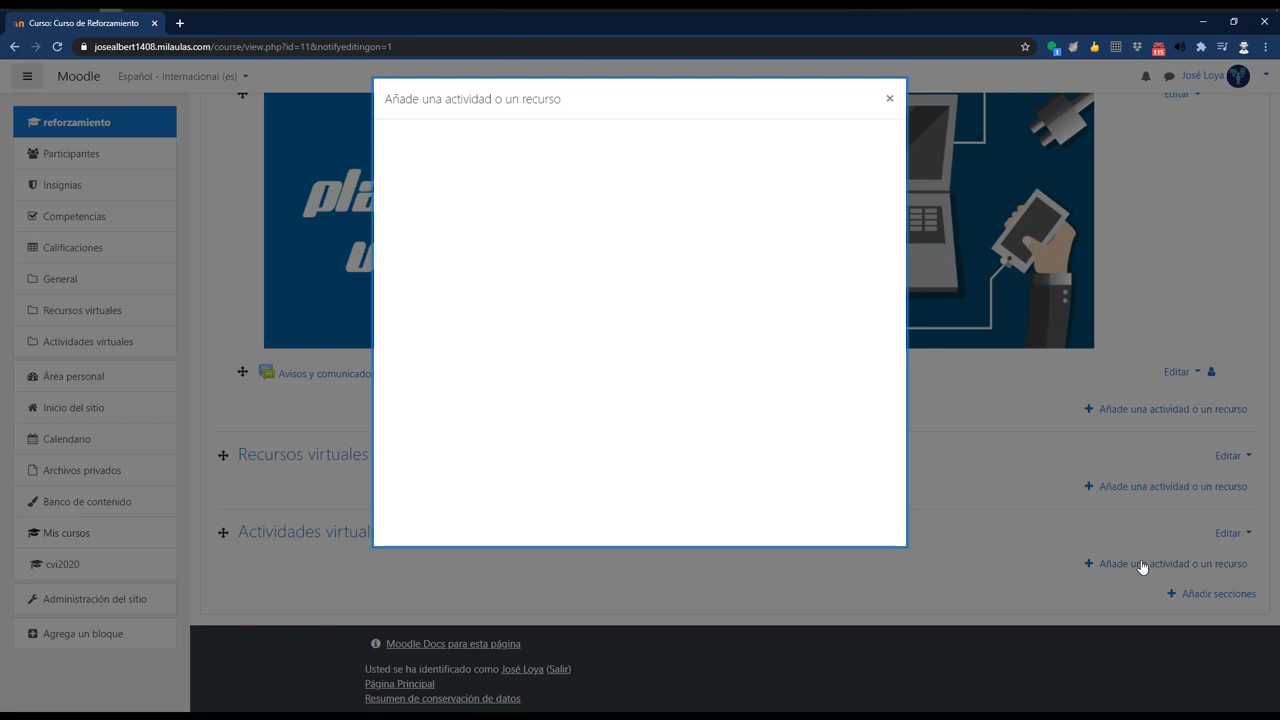 Curso: Curso de Reforzamiento
josealbert1408.milaulas.com/course/view.php?id=11&notifyeditingon=1
1
115
Moodle
Español - Internacional (es)
José Loya
Añade una actividad o un recurso
reforzamiento
Participantes
Insignias
Competencias
Calificaciones
General
Recursos virtuales
Actividades virtuales
Área personal
Inicio del sitio
Calendario
Archivos privados
Banco de contenido
Mis cursos
cvi2020
Administración del sitio
Agrega un bloque
Editar
Avisos y comunicado
Editar
Añade una actividad o un recurso
Recursos virtuales
Editar
Añade una actividad o un recurso
Actividades virtual
Editar
Añade una actividad o un recurso
Añadir secciones
Moodle Docs para esta página
Usted se ha identificado como José Loya (Salir)
Página Principal
Resumen de conservación de datos